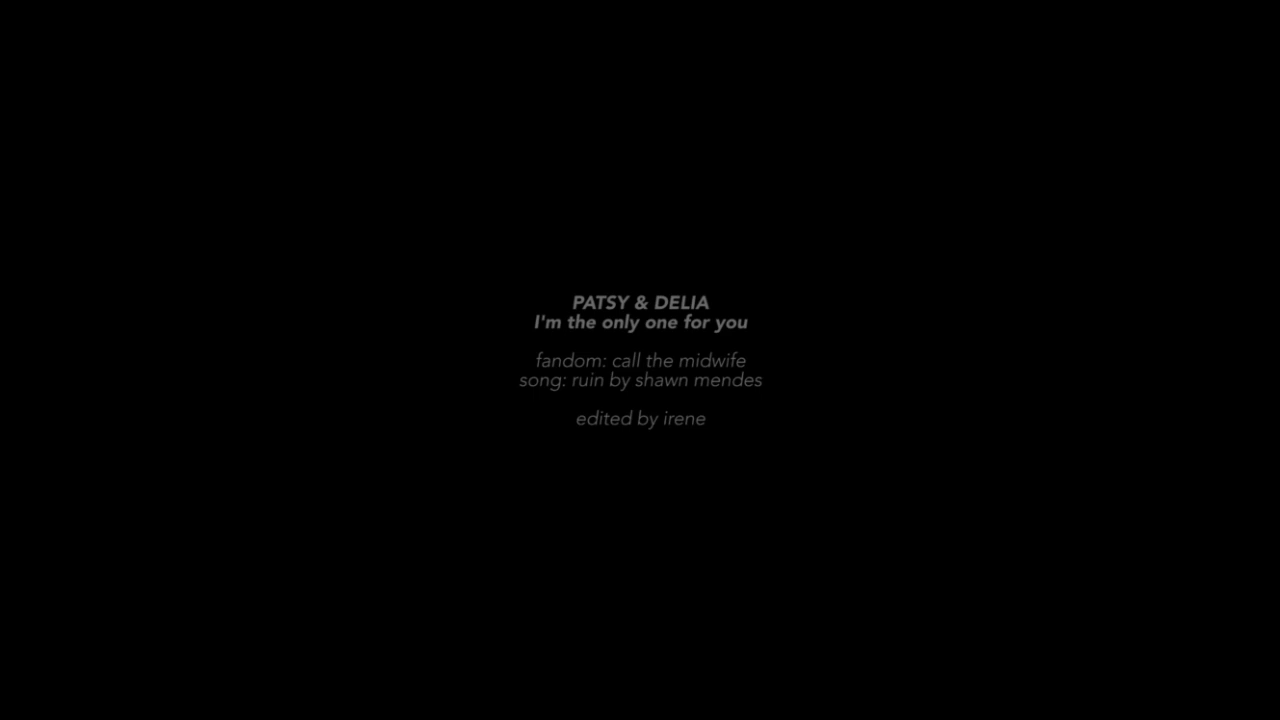 PATSY & DELIA
I'm the only one for you
fandom: call the midwife
song: ruin by shawn mendes
edited by irene